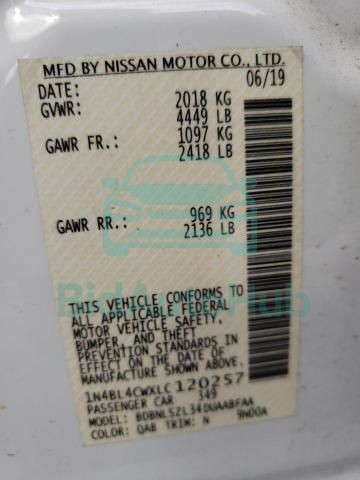 MFD BY NISSAN MOTOR CO., LTD.
DATE: 06/19
GVWR: 2018 KG
4449 LB
GAWR FR: 1097 KG
2418 LB
GAWR RR: 969 KG
2136 LB
THIS VEHICLE CONFORMS TO
ALL APPLICABLE FEDERAL
MOTOR VEHICLE SAFETY,
BUMPER, AND THEFT
PREVENTION STANDARDS
IN EFFECT ON THE DATE OF
MANUFACTURE SHOWN ABOVE.
1N4BL4CWXLC120257
PASSENGER CAR 349
MODEL: BDBNLSZL340UAABFAA
COLOR: QAB TRIM: N 9N00A
BidAutoHub